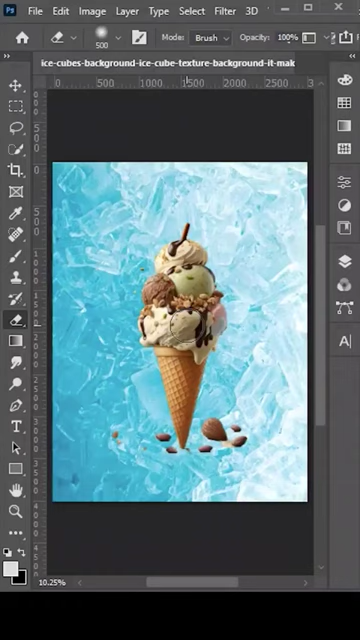 Ps File Edit Image Layer Type Select Filter 3D
500 Mode: Brush Opacity: 100%
ice-cubes-background-ice-cube-texture-background-it-mak
0 500 1000 1500 2000 2500 3
10.25%